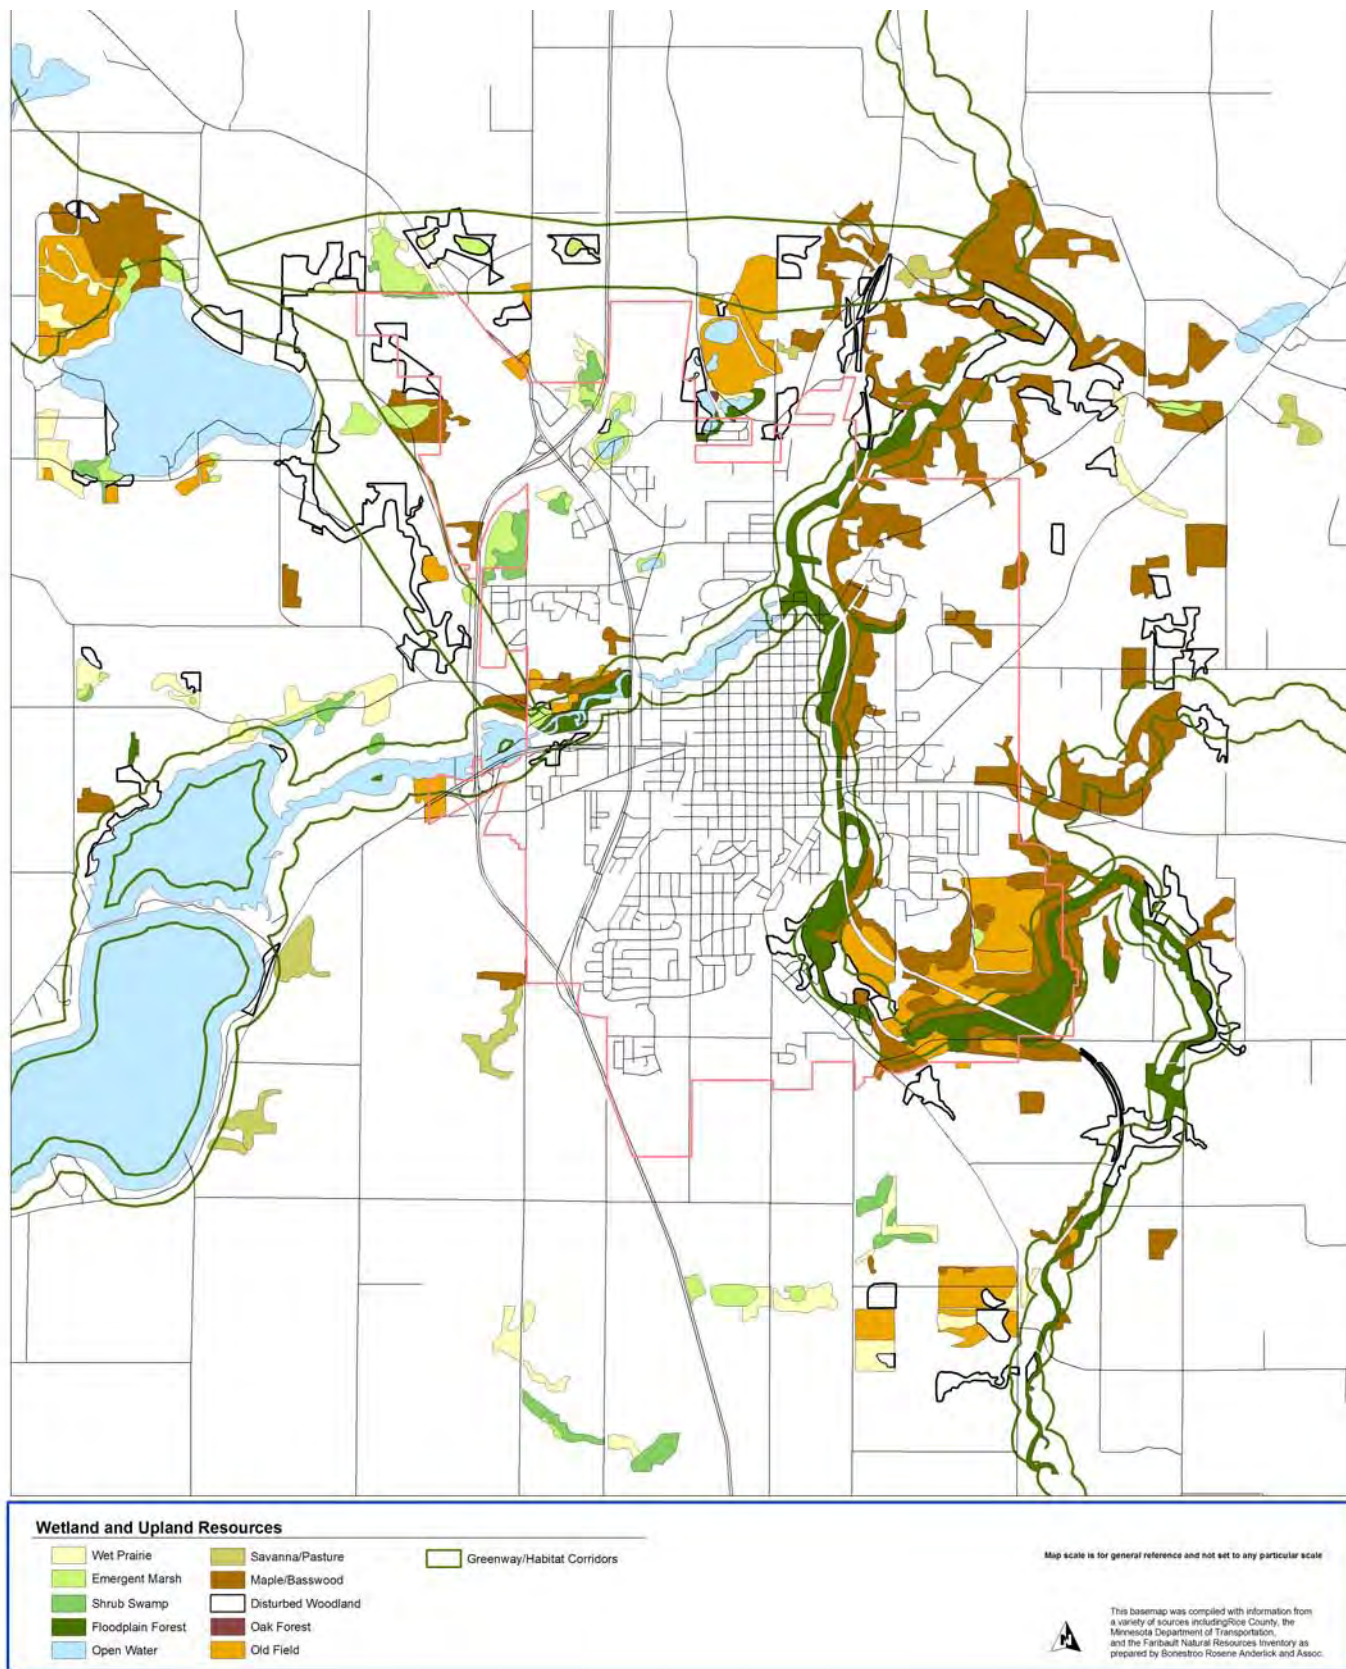 Wetland and Upland Resources
Wet Prairie
Emergent Marsh
Shrub Swamp
Floodplain Forest
Open Water
Savanna/Pasture
Maple/Basswood
Disturbed Woodland
Oak Forest
Old Field
Greenway/Habitat Corridors
Map scale is for general reference and not set to any particular scale
N
This basemap was compiled with information from
a variety of sources includingRice County, the
Minnesota Department of Transportation,
and the Faribault Natural Resources Inventory as
prepared by Bonestroo Rosene Anderlick and Assoc.